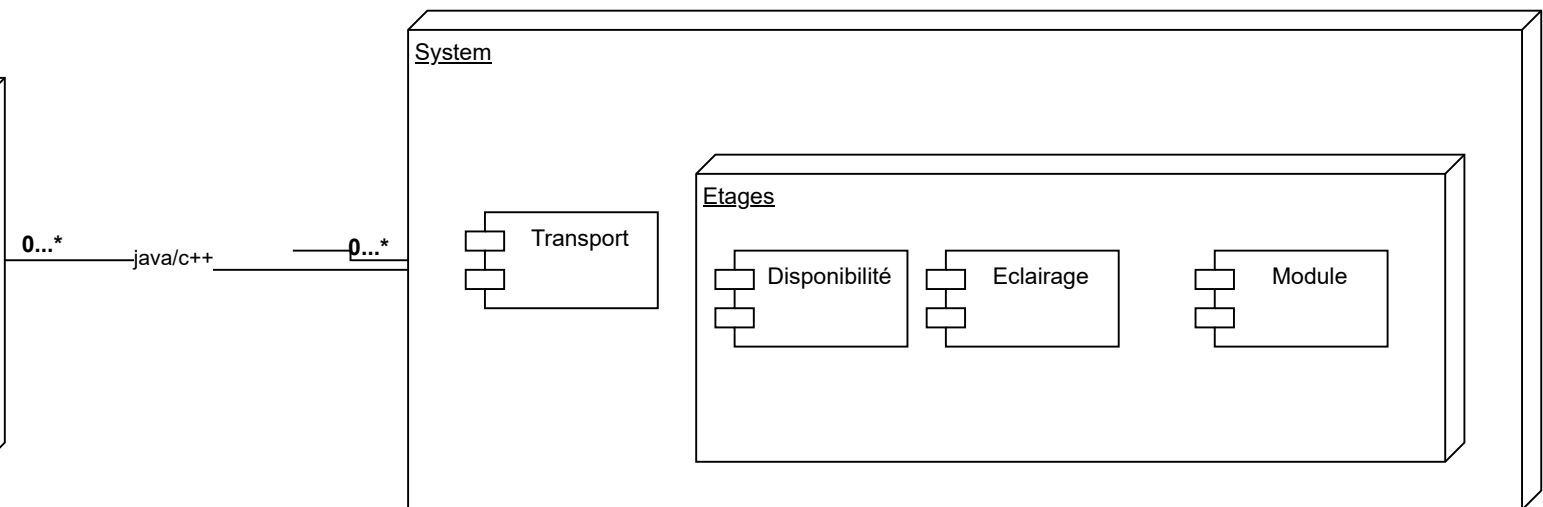 System
Etages
Transport
0...*
java/c++
0...*
Disponibilité
Eclairage
Module